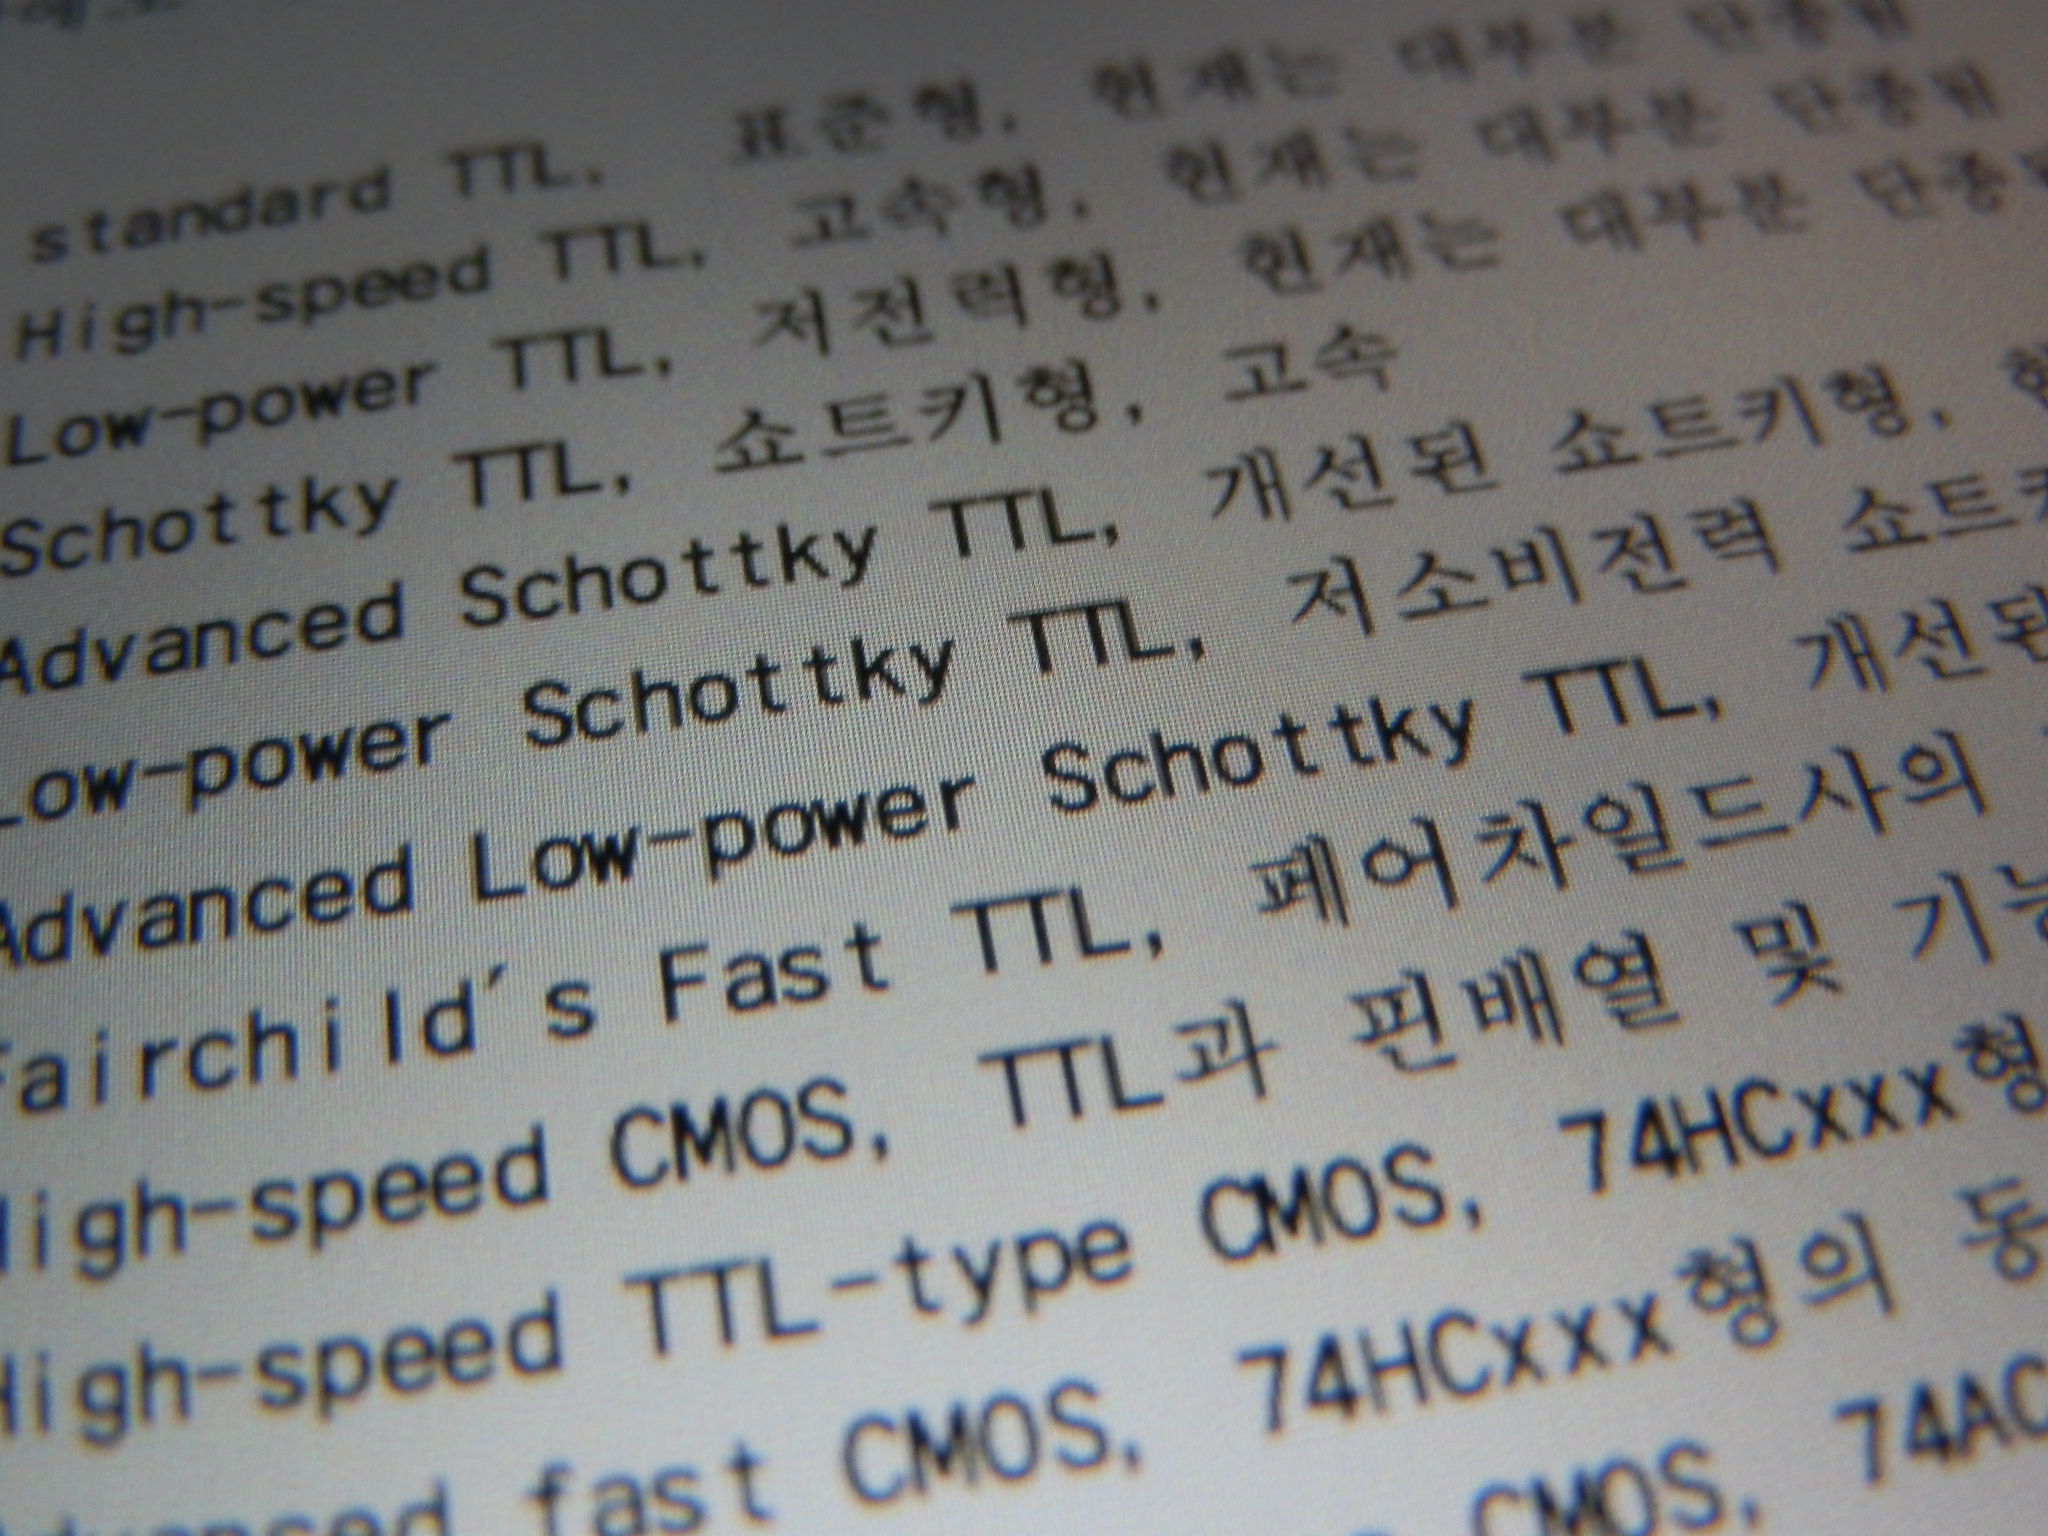 standard TTL, 표준형, 현재는 대부분 단종됨
High-speed TTL, 고속형, 현재는 대부분 단종됨
Low-power TTL, 저전력형, 현재는 대부분 단종
Schottky TTL, 쇼트키형, 고속
Advanced Schottky TTL, 개선된 쇼트키형,
Low-power Schottky TTL, 저소비전력 쇼트키
Advanced Low-power Schottky TTL, 개선된
Fairchild's Fast TTL, 페어차일드사의
High-speed CMOS, TTL과 핀배열 및 기능
High-speed TTL-type CMOS, 74HCxxx형
fast CMOS, 74HCxxx형의 동
CMOS, 74AC